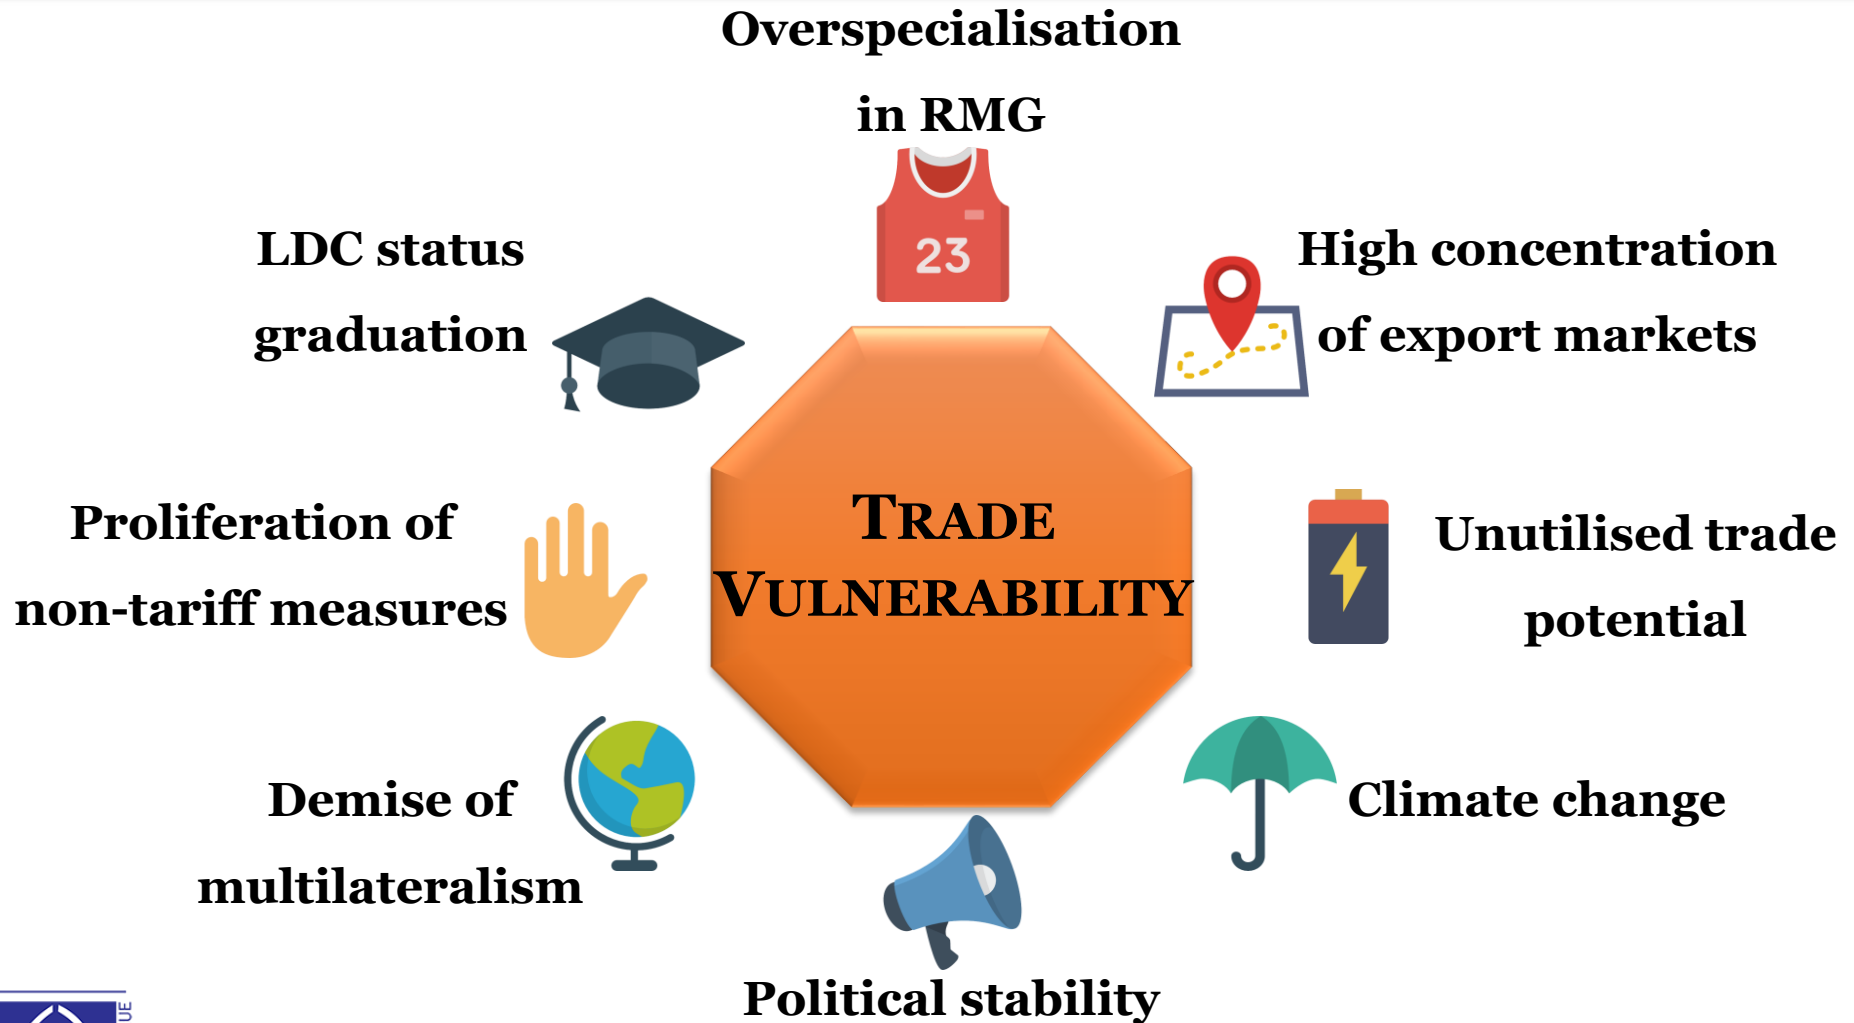 Overspecialisation
in RMG
23
LDC status
graduation
High concentration
of export markets
TRADE
VULNERABILITY
Proliferation of
non-tariff measures
Unutilised trade
potential
Demise of
multilateralism
Climate change
Political stability
UE